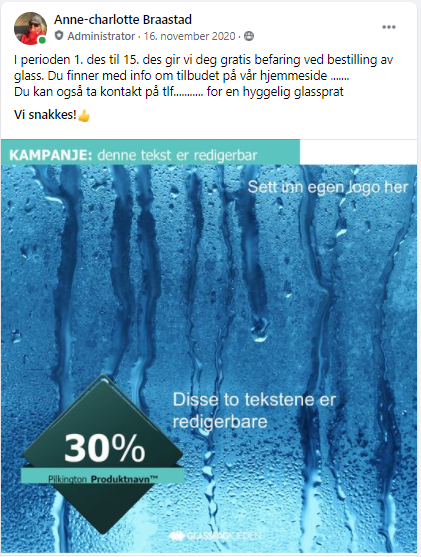 Anne-charlotte Braastad
Administrator · 16. november 2020 ·
I perioden 1. des til 15. des gir vi deg gratis befaring ved bestilling av
glass. Du finner med info om tilbudet på vår hjemmeside .......
Du kan også ta kontakt på tlf........... for en hyggelig glassprat
Vi snakkes!👍
KAMPANJE: denne tekst er redigerbar
Sett inn egen logo her
Disse to tekstene er
redigerbare
30%
Pilkington Produktnavn™